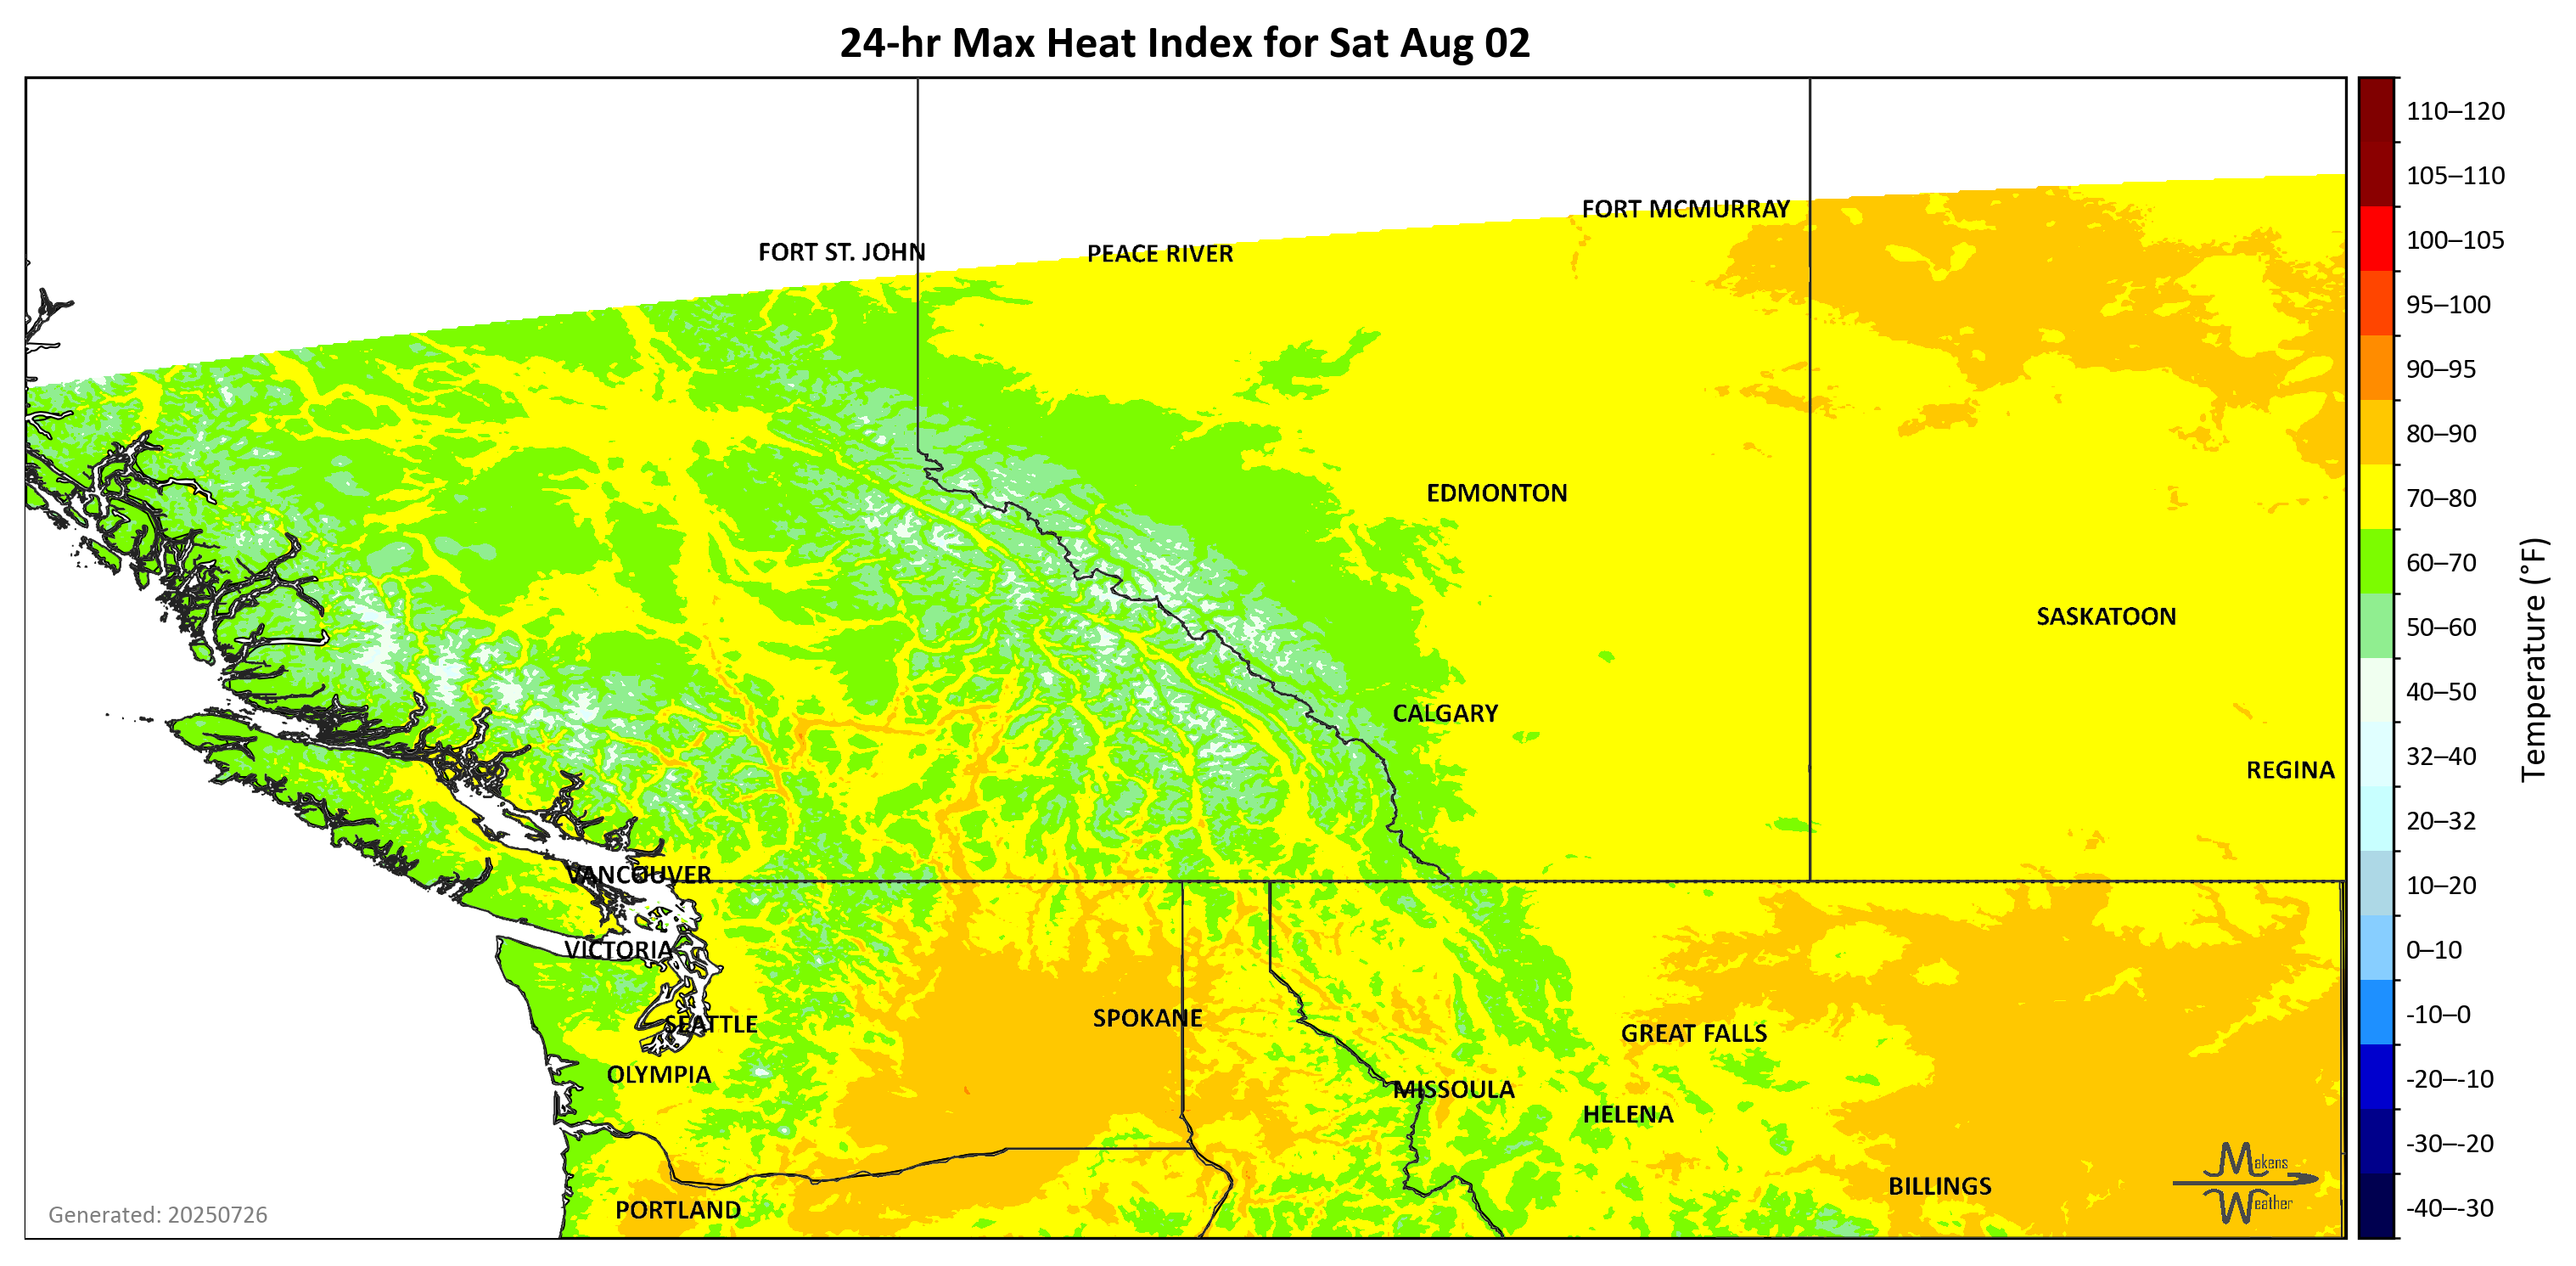 24-hr Max Heat Index for Sat Aug 02
FORT MCMURRAY
FORT ST. JOHN
PEACE RIVER
EDMONTON
SASKATOON
CALGARY
REGINA
VANCOUVER
VICTORIA
SPOKANE
SEATTLE
GREAT FALLS
OLYMPIA
MISSOULA
HELENA
BILLINGS
PORTLAND
Makens
Weather
Generated: 20250726
110–120
105–110
100–105
95–100
90–95
80–90
70–80
60–70
50–60
40–50
32–40
20–32
10–20
0–10
-10–0
-20–-10
-30–-20
-40–-30
Temperature (°F)